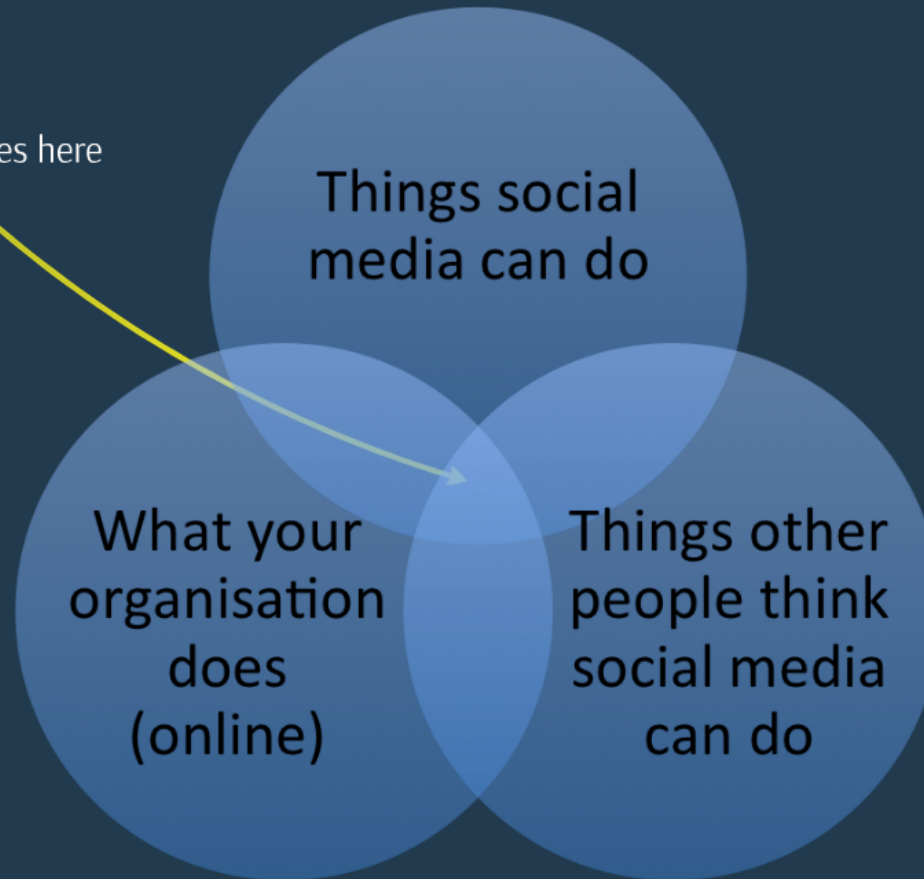 es here
Things social
media can do
What your
organisation
does
(online)
Things other
people think
social media
can do